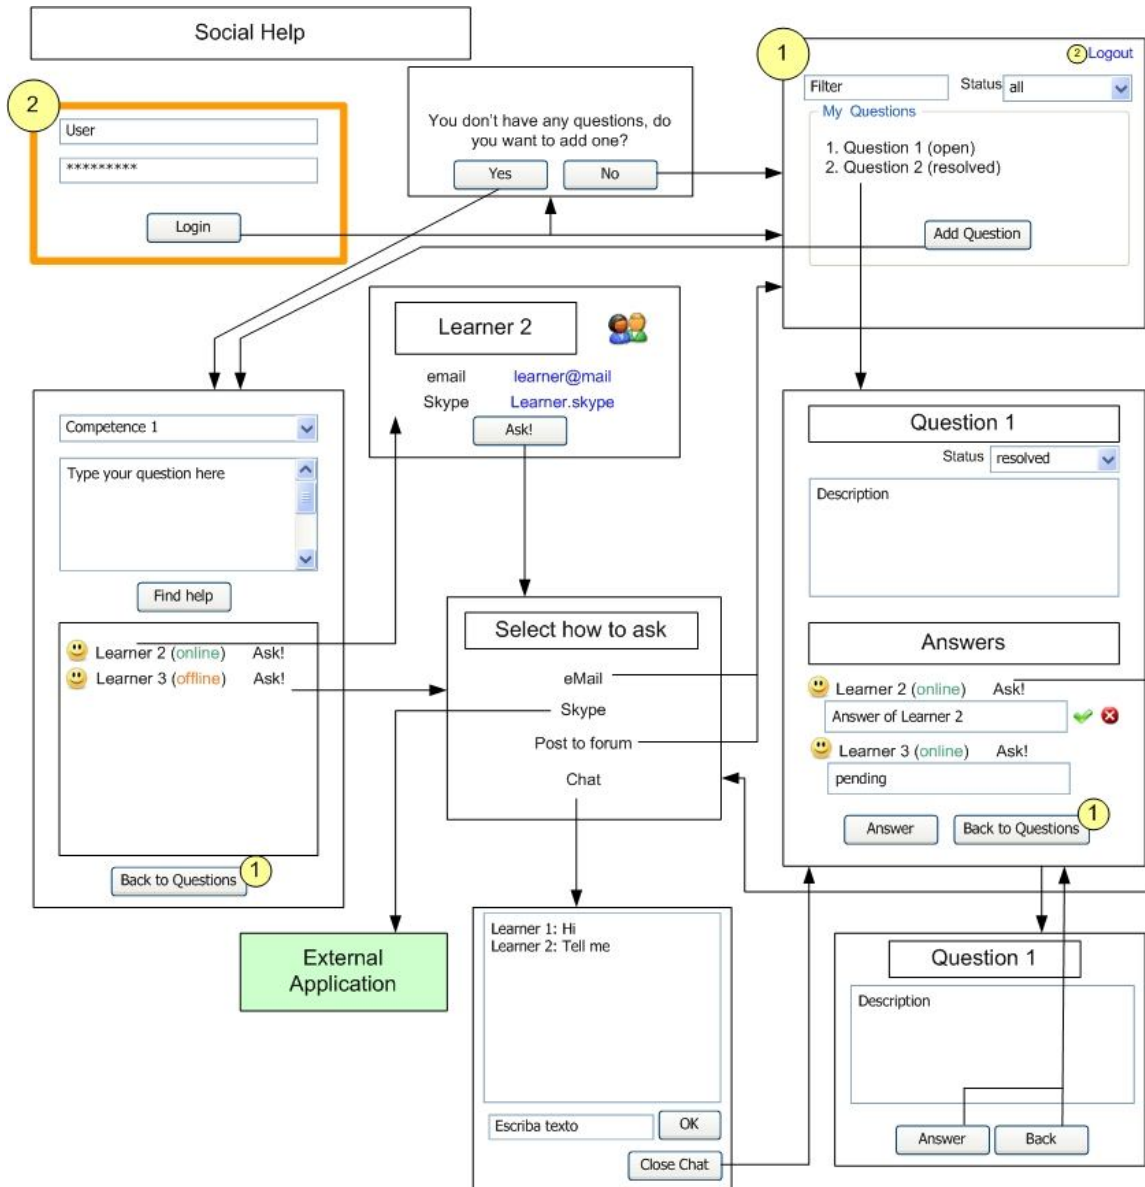 Social Help
2
User
*********
Login
You don't have any questions, do
you want to add one?
Yes
No
1
2 Logout
Filter
Status all
My Questions
1. Question 1 (open)
2. Question 2 (resolved)
Add Question
Learner 2
email learner@mail
Skype Learner.skype
Ask!
Competence 1
Type your question here
Find help
Learner 2 (online) Ask!
Learner 3 (offline) Ask!
Back to Questions 1
Select how to ask
eMail
Skype
Post to forum
Chat
Question 1
Status resolved
Description
Answers
Learner 2 (online) Ask!
Answer of Learner 2
Learner 3 (online) Ask!
pending
Answer
Back to Questions 1
External
Application
Learner 1: Hi
Learner 2: Tell me
Escriba texto
OK
Close Chat
Question 1
Description
Answer
Back